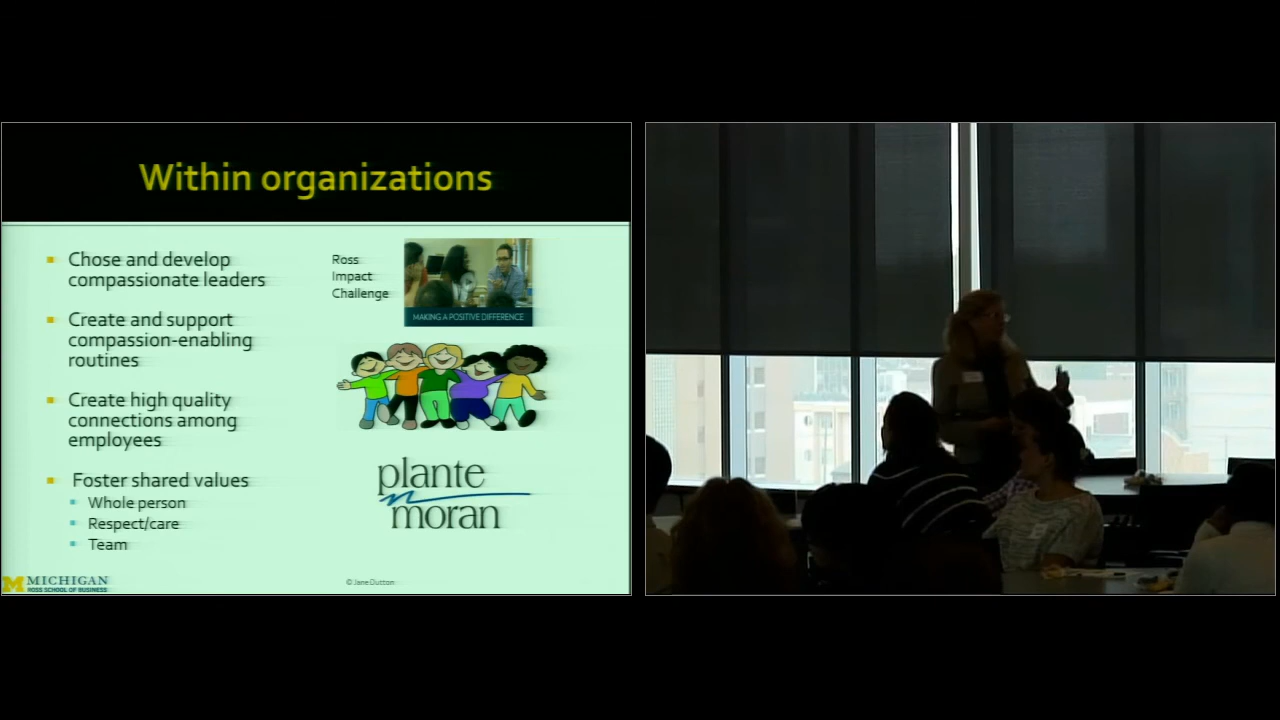 Within organizations
Chose and develop
compassionate leaders
Create and support
compassion-enabling
routines
Create high quality
connections among
employees
Foster shared values
Whole person
Respect/care
Team
Ross
Impact
Challenge
MAKING A POSITIVE DIFFERENCE
plante
moran
M MICHIGAN
ROSS SCHOOL OF BUSINESS
© Jane Dutton